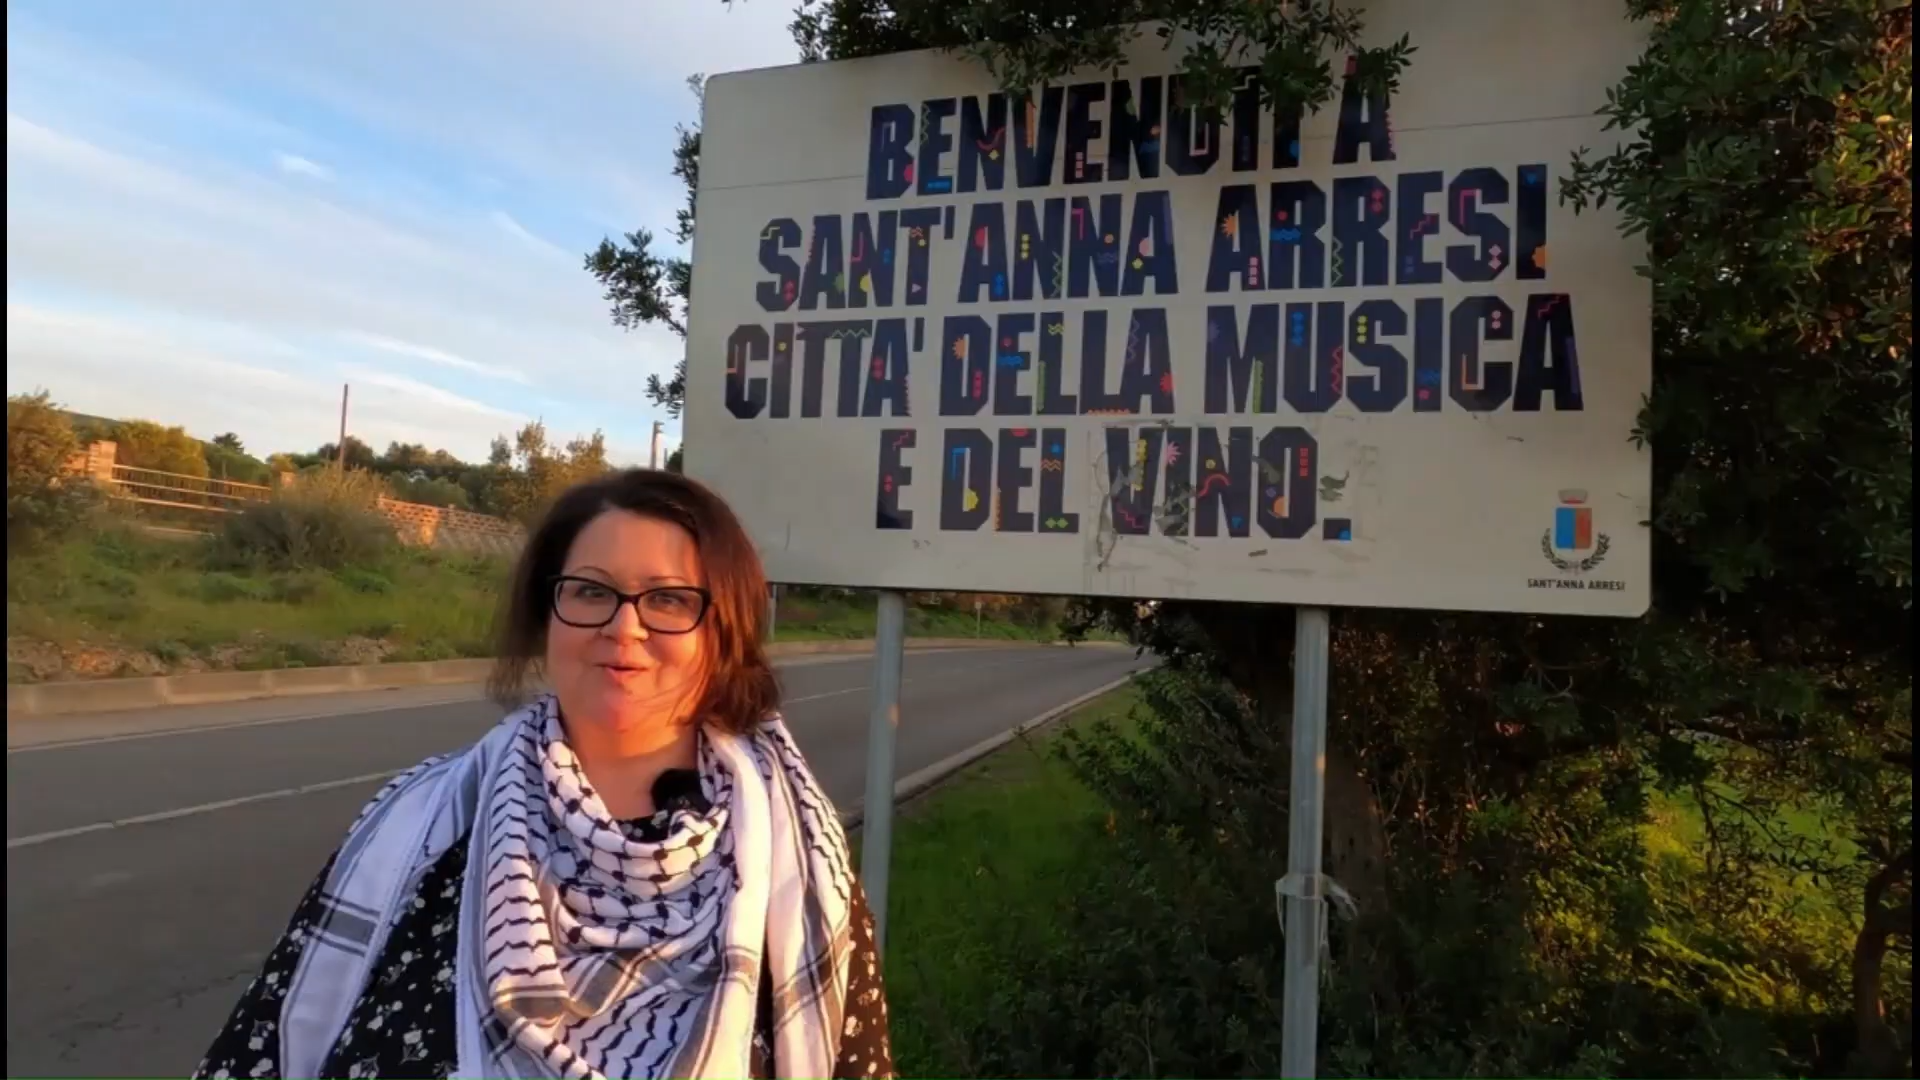 BENVENUTI A
SANT'ANNA ARRESI
CITTA' DELLA MUSICA
E DEL VINO.
SANT'ANNA ARRESI